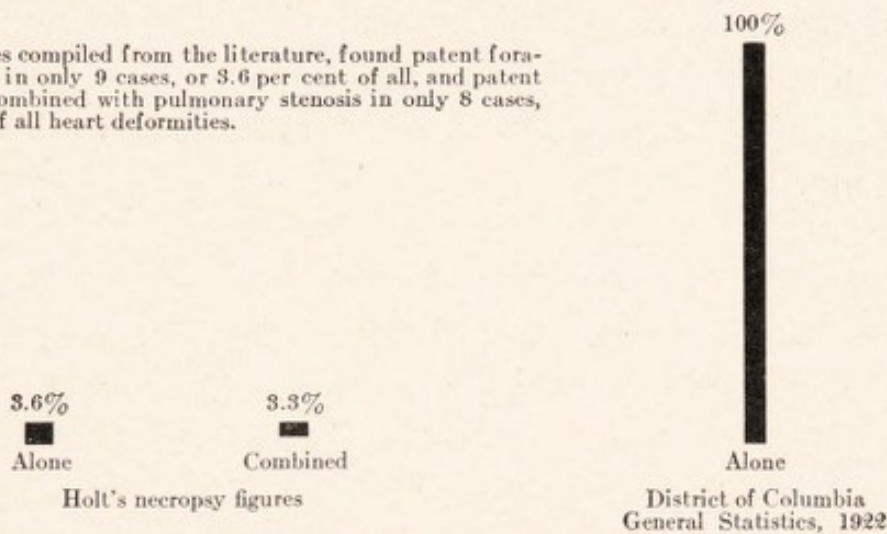 s compiled from the literature, found patent fora-
in only 9 cases, or 3.6 per cent of all, and patent
ombined with pulmonary stenosis in only 8 cases,
f all heart deformities.
100%
3.6%
3.3%
Alone
Combined
Alone
Holt's necropsy figures
District of Columbia
General Statistics, 1922